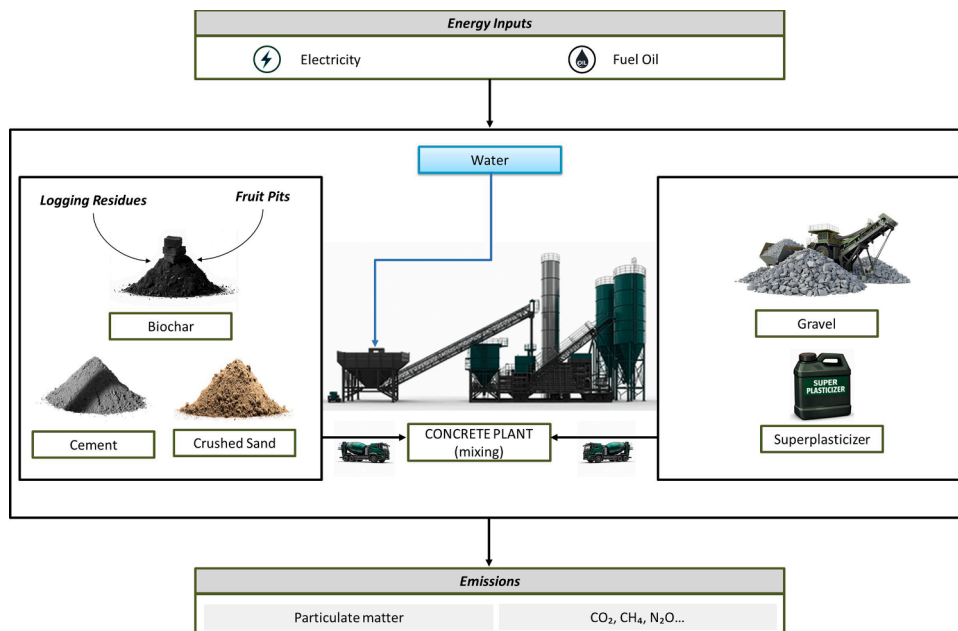 Energy Inputs
Electricity
OIL
Fuel Oil
Water
Logging Residues
Fruit Pits
Biochar
Gravel
SUPER
PLASTICIZER
Cement
Crushed Sand
CONCRETE PLANT
(mixing)
Superplasticizer
Emissions
Particulate matter
CO₂, CH₄, N₂O...